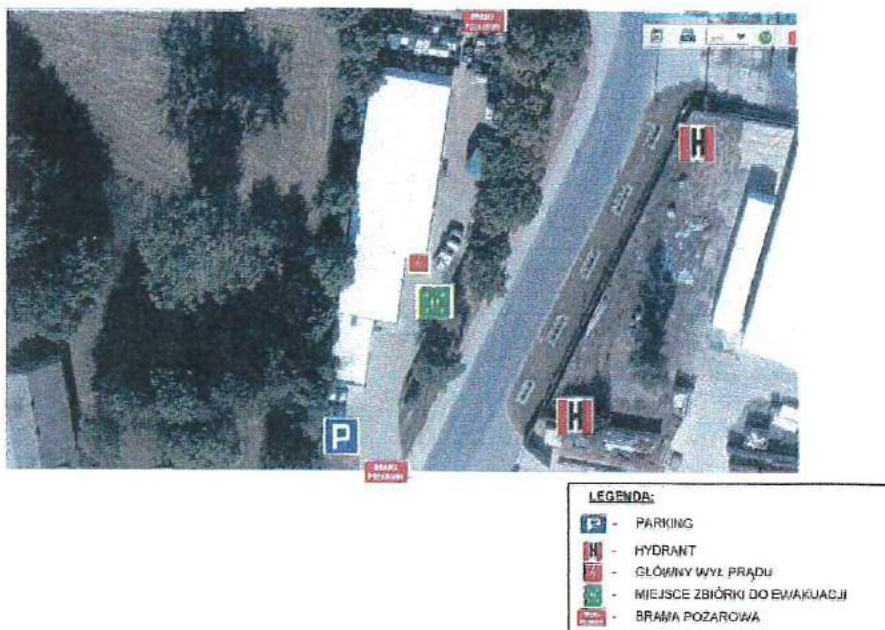 BRAMA
POŻAROWA
H
H
P
BRAMA
POŻAROWA
LEGENDA:
P - PARKING
H - HYDRANT
- GŁÓWNY WYŁ PRĄDU
- MIEJSCE ZBIÓRKI DO EWAKUACJI
- BRAMA POŻAROWA